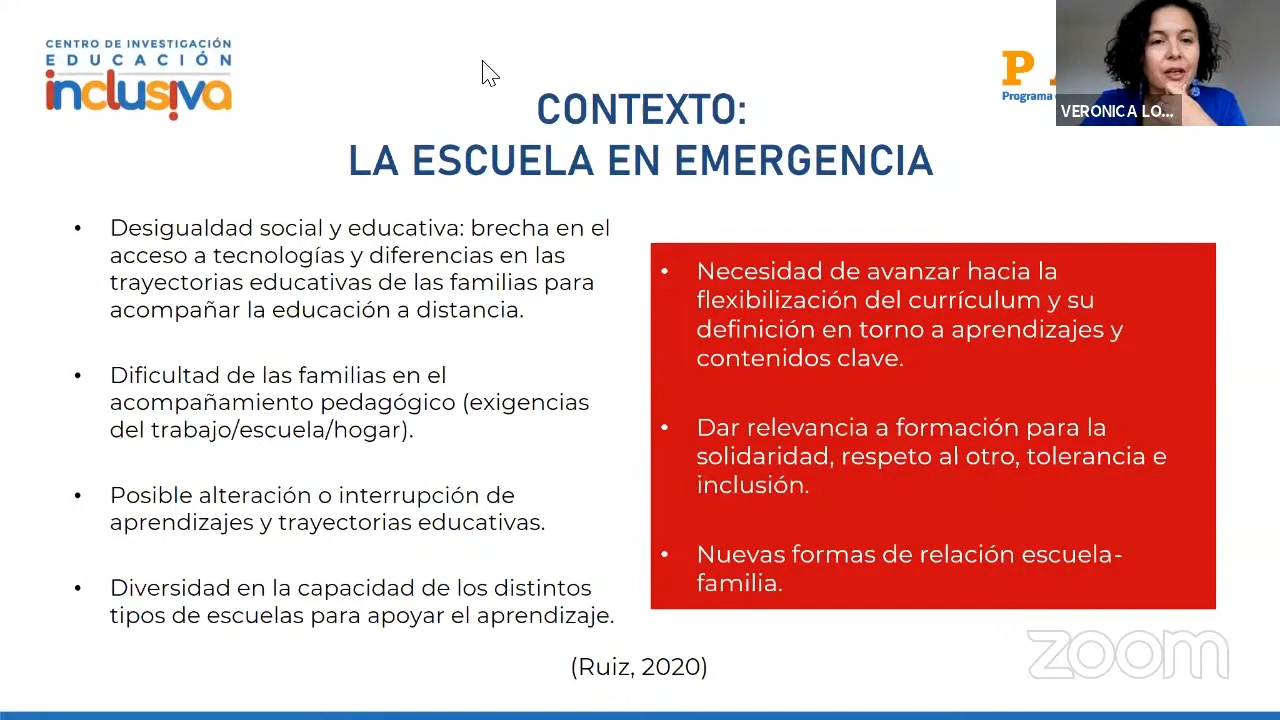 CENTRO DE INVESTIGACIÓN
EDUCACIÓN
inclusiva
P
Programa
VERONICA LO...
CONTEXTO:
LA ESCUELA EN EMERGENCIA
• Desigualdad social y educativa: brecha en el
acceso a tecnologías y diferencias en las
trayectorias educativas de las familias para
acompañar la educación a distancia.
• Dificultad de las familias en el
acompañamiento pedagógico (exigencias
del trabajo/escuela/hogar).
• Posible alteración o interrupción de
aprendizajes y trayectorias educativas.
• Diversidad en la capacidad de los distintos
tipos de escuelas para apoyar el aprendizaje.
• Necesidad de avanzar hacia la
flexibilización del currículum y su
definición en torno a aprendizajes y
contenidos clave.
• Dar relevancia a formación para la
solidaridad, respeto al otro, tolerancia e
inclusión.
• Nuevas formas de relación escuela-
familia.
(Ruiz, 2020)
zoom